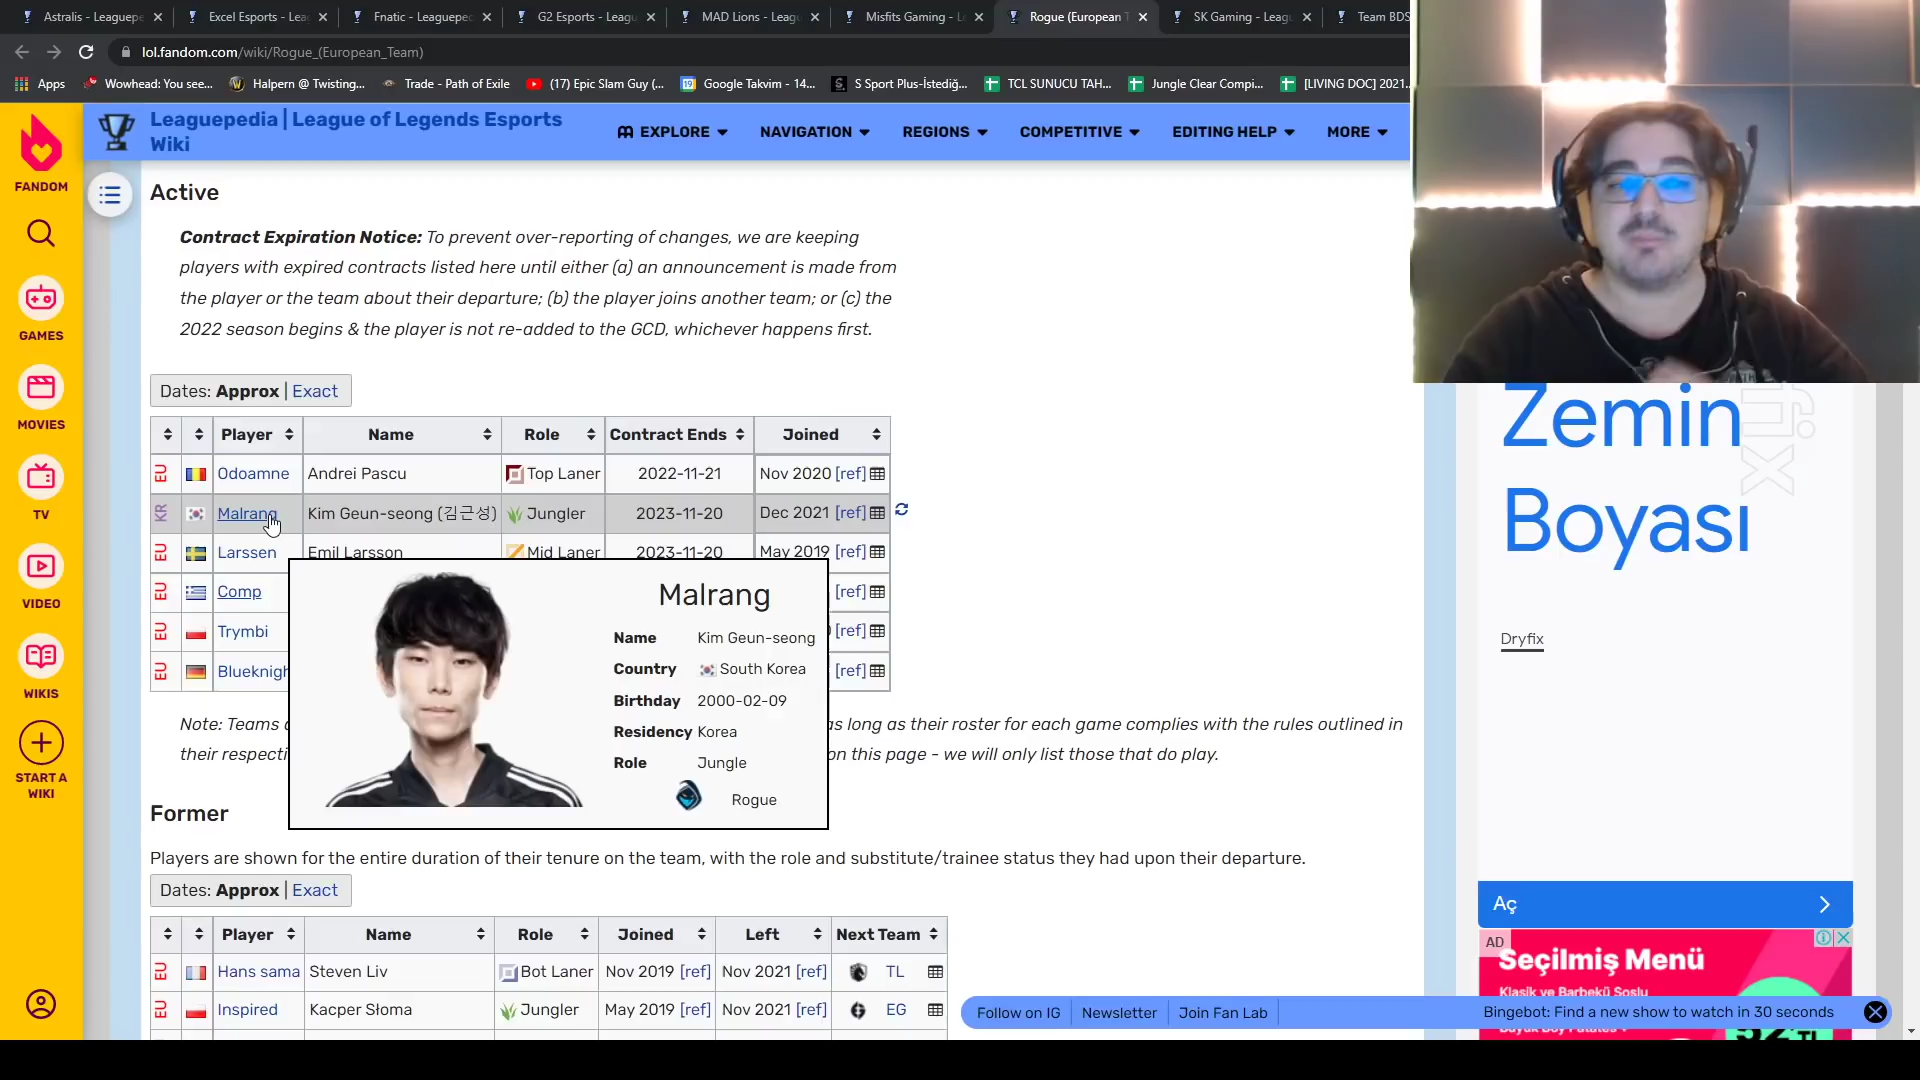 Astralis - Leaguepe
Excel Esports - Lea
Fnatic - Leaguepe
G2 Esports - Leagu
MAD Lions - Leagu
Misfits Gaming - L
Rogue (European T
SK Gaming - Leagu
Team BDS
lol.fandom.com/wiki/Rogue_(European_Team)
Apps
Wowhead: You see...
Halpern @ Twisting...
Trade - Path of Exile
(17) Epic Slam Guy (...
Google Takvim - 14...
S Sport Plus-İstediğ...
TCL SUNUCU TAH...
Jungle Clear Compi...
[LIVING DOC] 2021...
Leaguepedia | League of Legends Esports
Wiki
EXPLORE
NAVIGATION
REGIONS
COMPETITIVE
EDITING HELP
MORE
FANDOM
GAMES
MOVIES
TV
VIDEO
WIKIS
START A
WIKI
Active
Contract Expiration Notice: To prevent over-reporting of changes, we are keeping
players with expired contracts listed here until either (a) an announcement is made from
the player or the team about their departure; (b) the player joins another team; or (c) the
2022 season begins & the player is not re-added to the GCD, whichever happens first.
Dates: Approx | Exact
Player Name Role Contract Ends Joined
EU Odoamne Andrei Pascu Top Laner 2022-11-21 Nov 2020 [ref]
KR Malrang Kim Geun-seong (김근성) Jungler 2023-11-20 Dec 2021 [ref]
EU Larssen Emil Larsson Mid Laner 2023-11-20 May 2019 [ref]
EU Comp [ref]
EU Trymbi [ref]
EU Blueknigh [ref]
Malrang
Name Kim Geun-seong
Country South Korea
Birthday 2000-02-09
Residency Korea
Role Jungle
Rogue
Note: Teams as long as their roster for each game complies with the rules outlined in
their respecti on this page - we will only list those that do play.
Former
Players are shown for the entire duration of their tenure on the team, with the role and substitute/trainee status they had upon their departure.
Dates: Approx | Exact
Player Name Role Joined Left Next Team
EU Hans sama Steven Liv Bot Laner Nov 2019 [ref] Nov 2021 [ref] TL
EU Inspired Kacper Słoma Jungler May 2019 [ref] Nov 2021 [ref] EG
Zemin
Boyası
fix
Dryfix
Aç
AD
Seçilmiş Menü
Klasik ve Barbekü Soslu
Follow on IG
Newsletter
Join Fan Lab
Bingebot: Find a new show to watch in 30 seconds